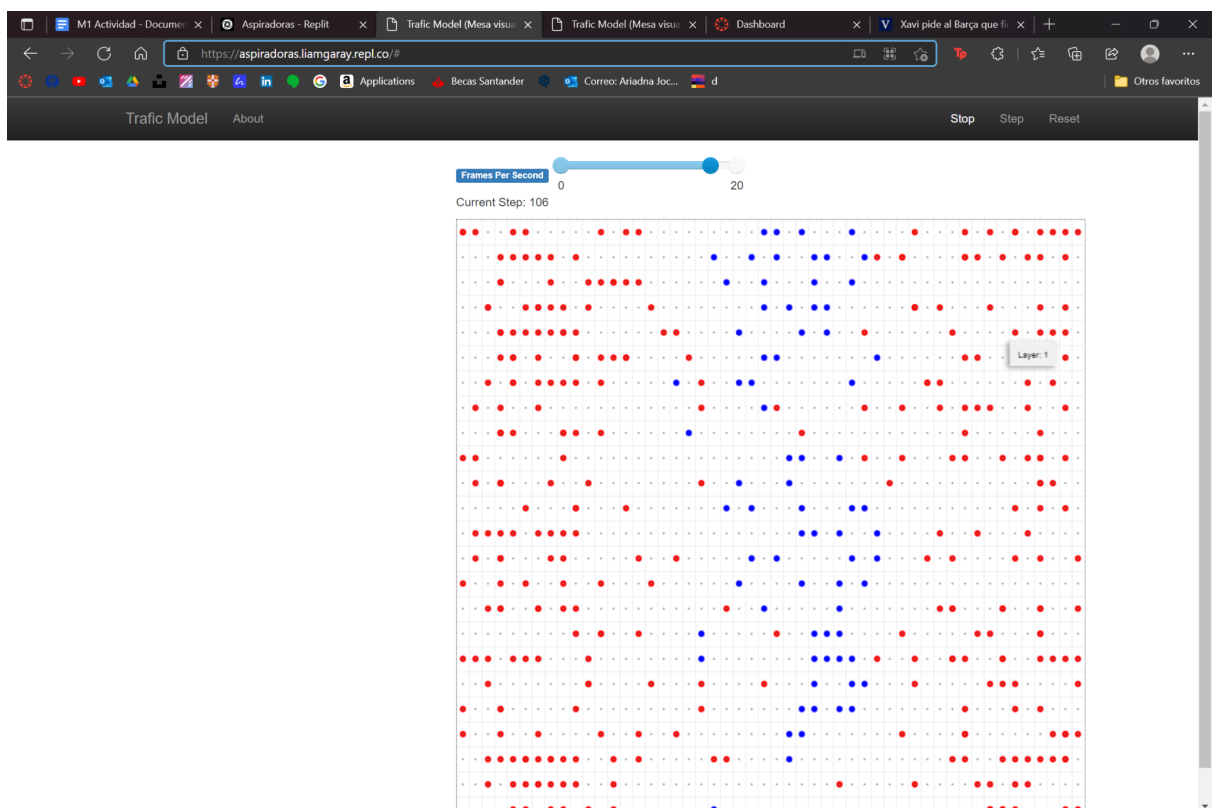 M1 Actividad - Documen
Aspiradoras - Replit
Trafic Model (Mesa visua
Trafic Model (Mesa visua
Dashboard
Xavi pide al Barça que fi
https://aspiradoras.liamgaray.repl.co/#
Applications
Becas Santander
Correo: Ariadna Joc...
d
Otros favoritos
Trafic Model About Stop Step Reset
Frames Per Second
0 20
Current Step: 106
Layer: 1